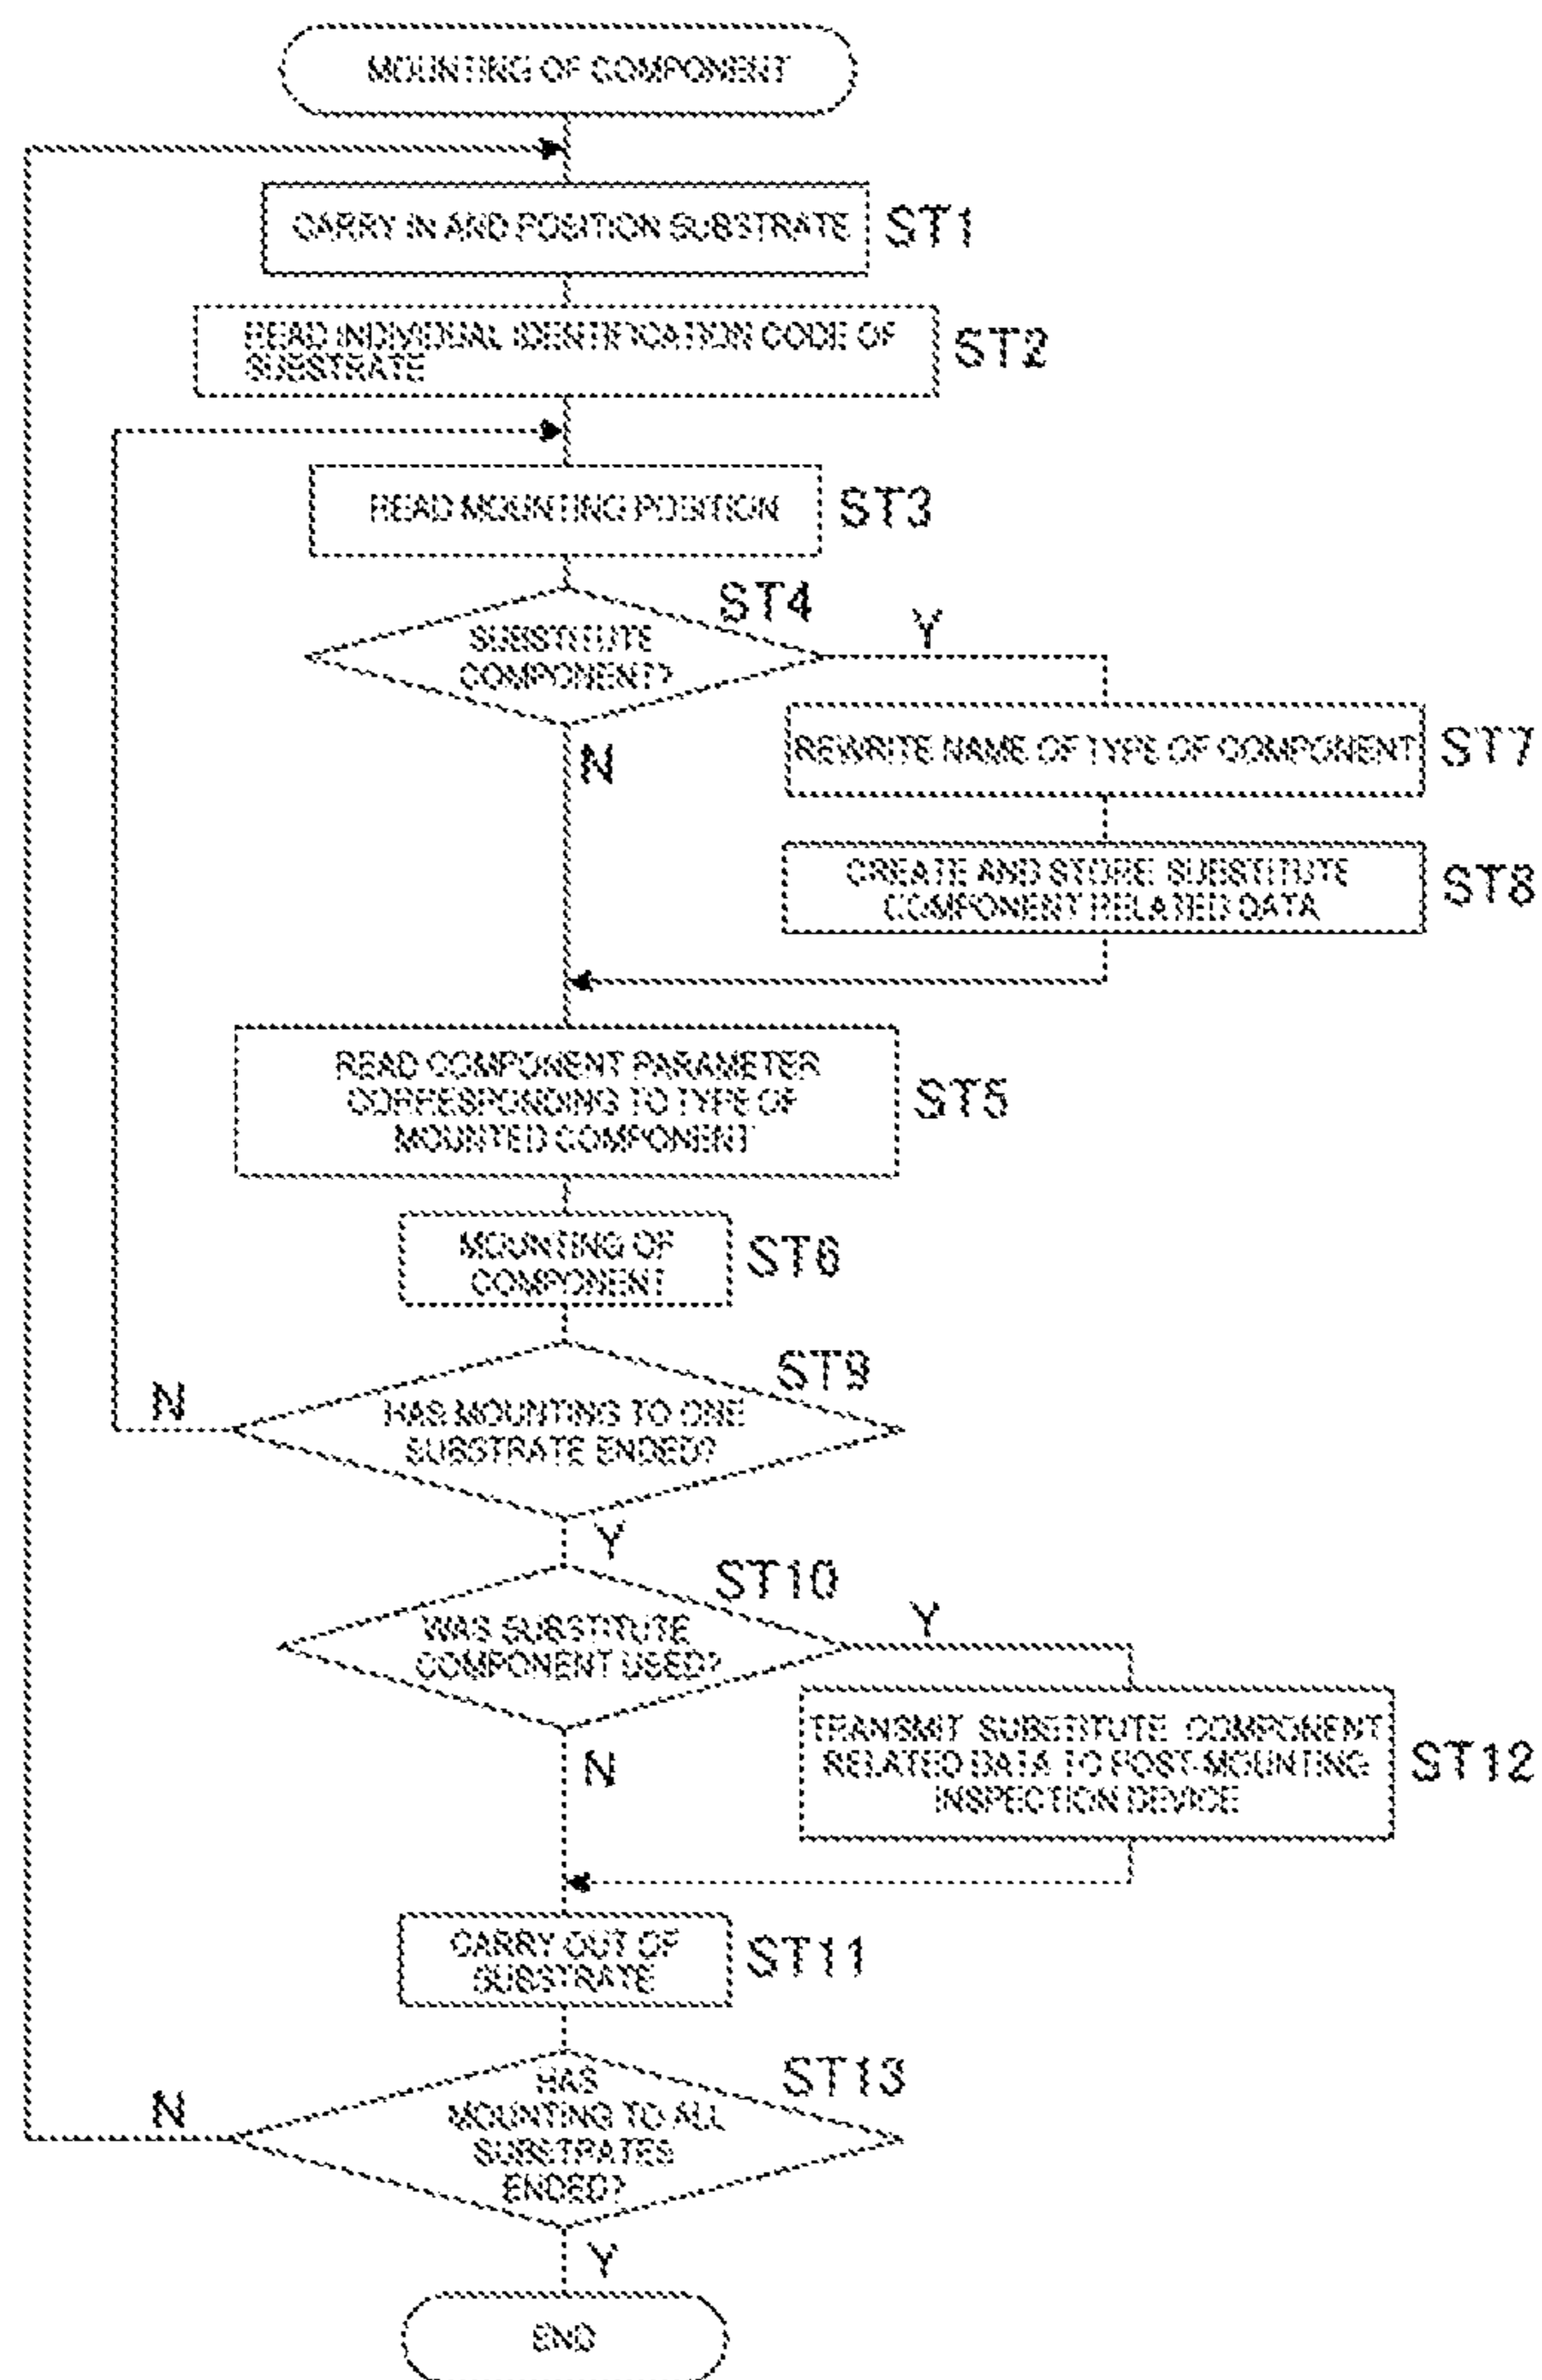 MOUNTING OF COMPONENT
CARRY IN AND POSITION SUBSTRATE
ST1
READ INDIVIDUAL IDENTIFICATION CODE OF
SUBSTRATE
ST2
READ MOUNTING POSITION
ST3
ST4
SUBSTITUTE
COMPONENT?
Y
N
REWRITE NAME OF TYPE OF COMPONENT
ST7
CREATE AND STORE SUBSTITUTE
COMPONENT RELATED DATA
ST8
READ COMPONENT PARAMETER
CORRESPONDING TO TYPE OF
MOUNTED COMPONENT
ST5
MOUNTING OF
COMPONENT
ST6
ST9
HAS MOUNTING TO ONE
SUBSTRATE ENDED?
N
Y
ST10
WAS SUBSTITUTE
COMPONENT USED?
Y
N
TRANSMIT SUBSTITUTE COMPONENT
RELATED DATA TO POST-MOUNTING
INSPECTION DEVICE
ST12
CARRY OUT OF
SUBSTRATE
ST11
ST13
HAS
MOUNTING TO ALL
SUBSTRATES
ENDED?
N
Y
END